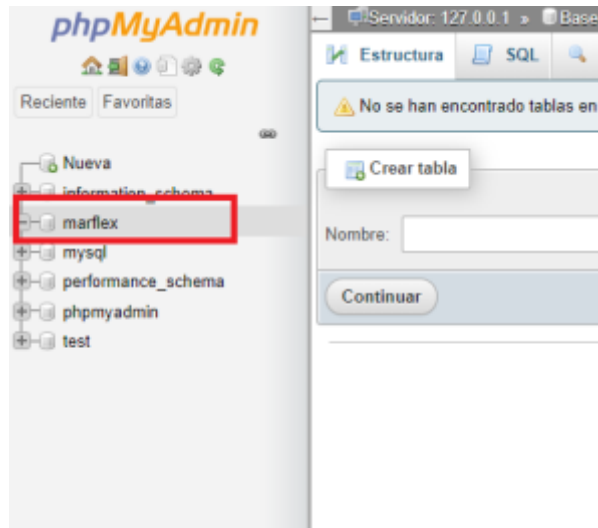 phpMyAdmin
Reciente Favoritas
Nueva
information_schema
marflex
mysql
performance_schema
phpmyadmin
test
Servidor: 127.0.0.1 » Base
Estructura SQL
No se han encontrado tablas en
Crear tabla
Nombre:
Continuar